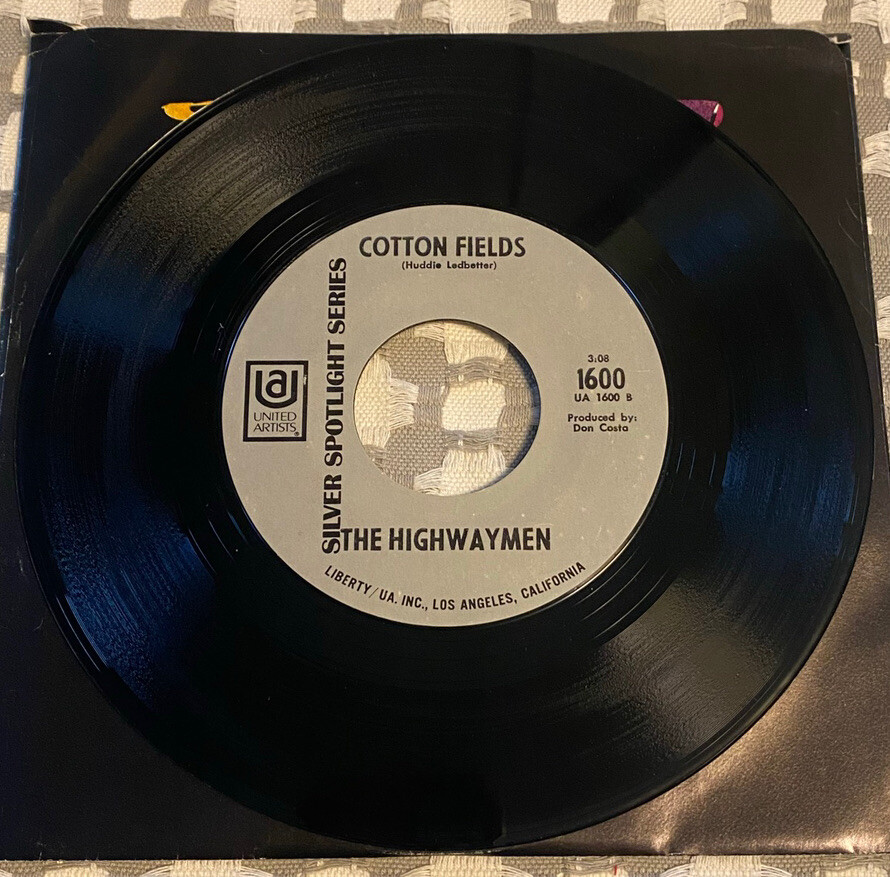 COTTON FIELDS
(Huddie Ledbetter)
SILVER SPOTLIGHT SERIES
UA
UNITED
ARTISTS®
3:08
1600
UA 1600 B
Produced by:
Don Costa
THE HIGHWAYMEN
LIBERTY/UA, INC., LOS ANGELES, CALIFORNIA